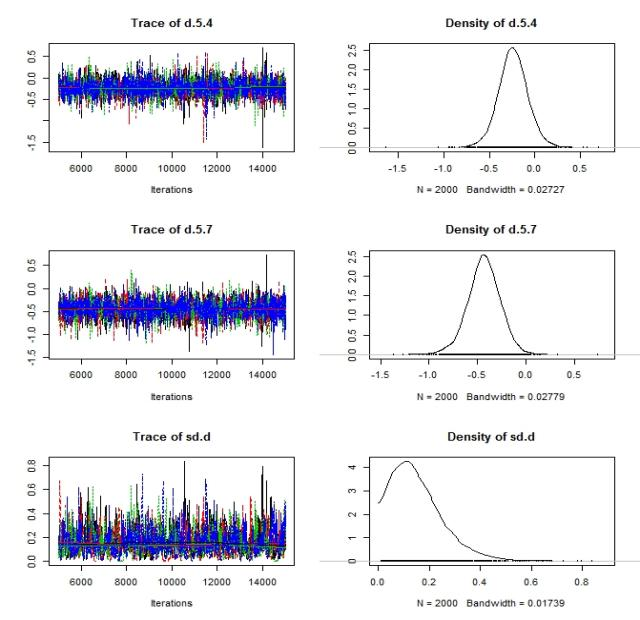 Trace of d.5.4
Density of d.5.4
0.5
0.0
-0.5
-1.5
6000 8000 10000 12000 14000
Iterations
2.5
2.0
1.5
1.0
0.5
0.0
-1.5 -1.0 -0.5 0.0 0.5
N = 2000 Bandwidth = 0.02727
Trace of d.5.7
Density of d.5.7
0.5
0.0
-0.5
-1.0
-1.5
6000 8000 10000 12000 14000
Iterations
2.5
2.0
1.5
1.0
0.5
0.0
-1.5 -1.0 -0.5 0.0 0.5
N = 2000 Bandwidth = 0.02779
Trace of sd.d
Density of sd.d
0.8
0.6
0.4
0.2
0.0
6000 8000 10000 12000 14000
Iterations
4
3
2
1
0
0.0 0.2 0.4 0.6 0.8
N = 2000 Bandwidth = 0.01739